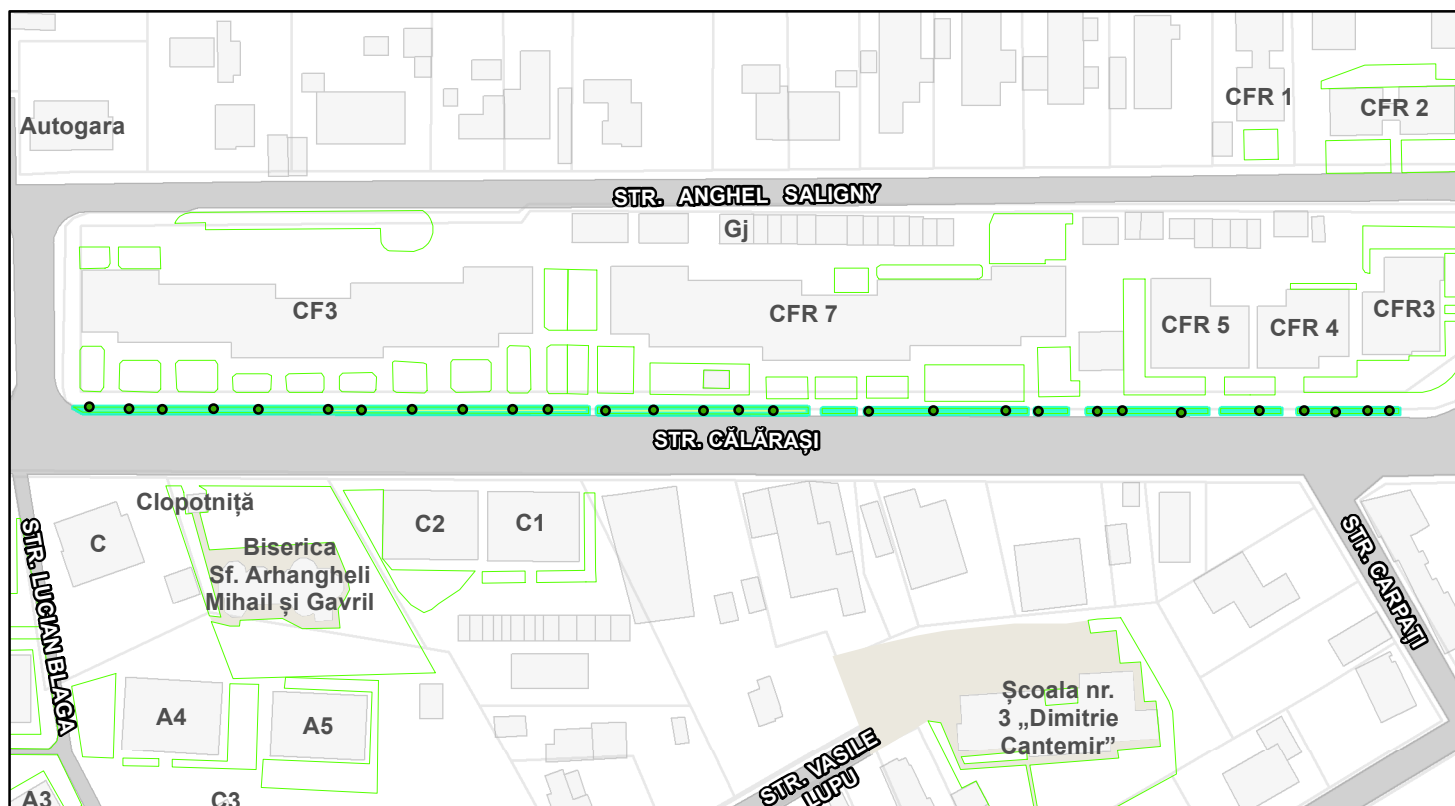 CFR 1
CFR 2
Autogara
STR. ANGHEL SALIGNY
Gj
CF3
CFR 7
CFR 5
CFR 4
CFR3
STR. CĂLĂRAȘI
Clopotniță
C2
C1
C
Biserica
Sf. Arhangheli
Mihail și Gavril
STR. LUCIAN BLAGA
STR. CARPAȚI
A4
A5
Școala nr.
3 „Dimitrie
Cantemir”
STR. VASILE
LUPU
A3
C3